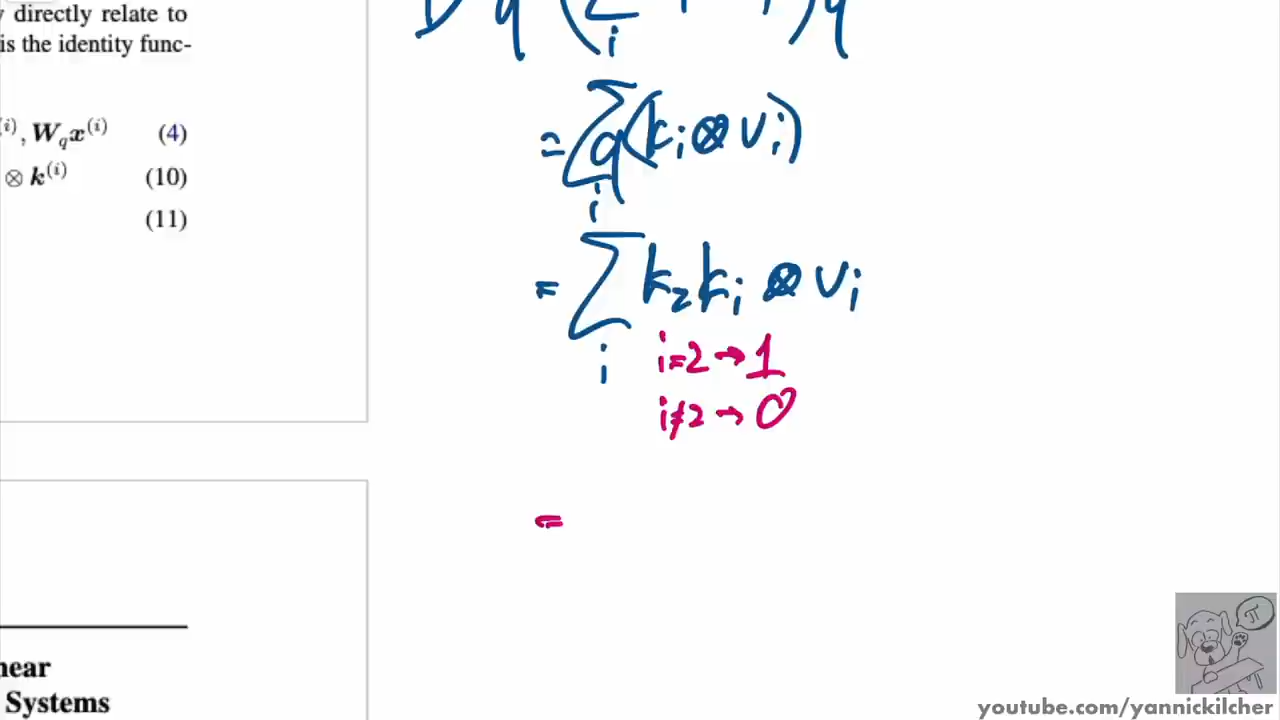 directly relate to
is the identity func-
(i), W_q x^(i) (4)
⊗ k^(i) (10)
(11)
= Σ_i q(k_i ⊗ v_i)
= Σ_i k_2 k_i ⊗ v_i
i=2 → 1
i≠2 → 0
=
near
Systems
π
youtube.com/yannickilcher